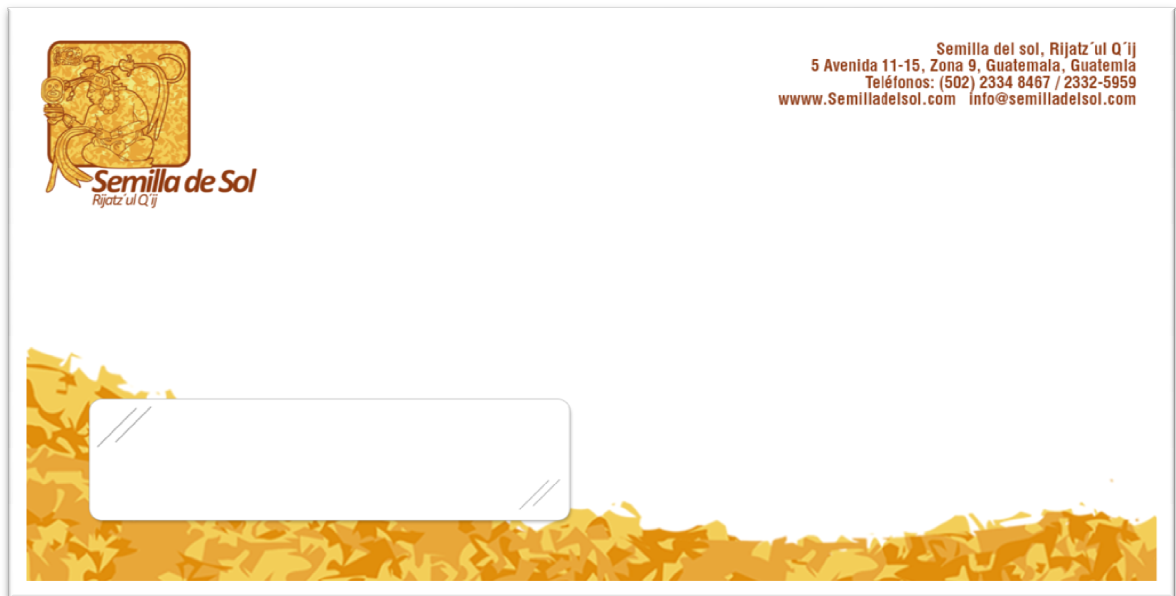 Semilla de Sol
Rijatz´ul Q´ij
Semilla del sol, Rijatz´ul Q´ij
5 Avenida 11-15, Zona 9, Guatemala, Guatemla
Teléfonos: (502) 2334 8467 / 2332-5959
wwww.Semilladelsol.com info@semilladelsol.com